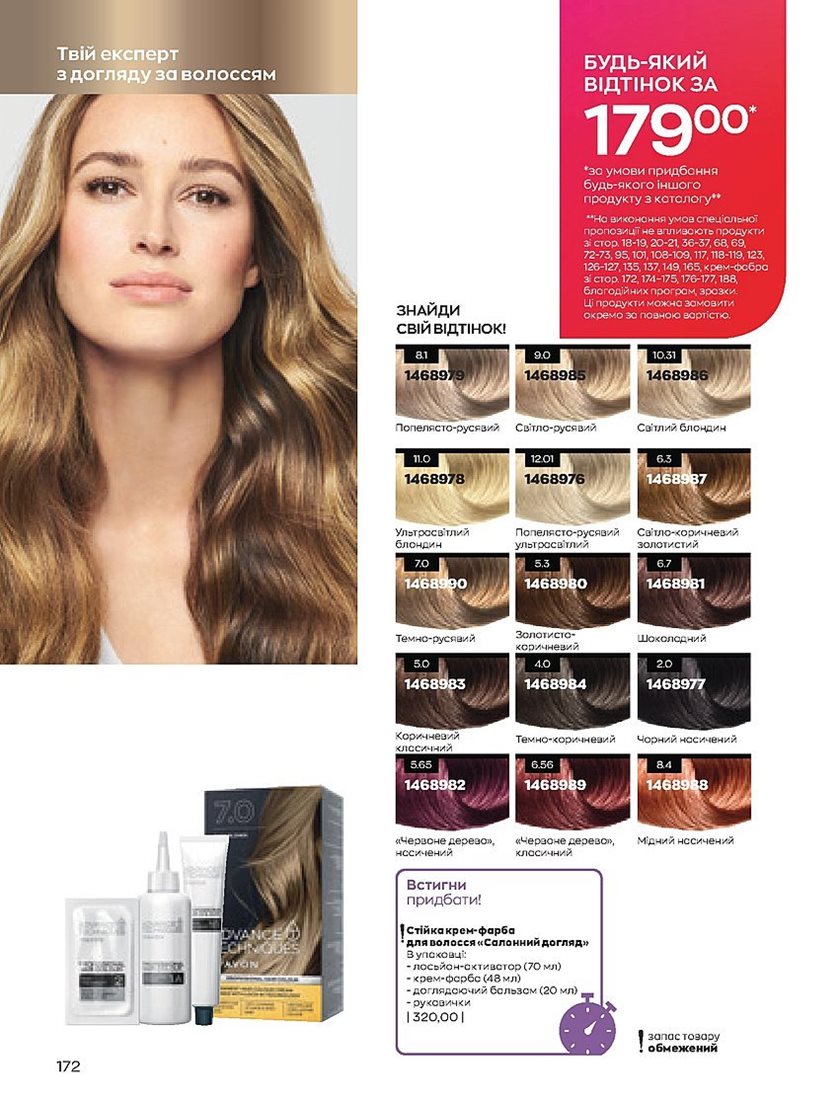 Твій експерт
з догляду за волоссям
БУДЬ-ЯКИЙ
ВІДТІНОК ЗА
179⁰⁰*
*за умови придбання
будь-якого іншого
продукту з каталогу**
**На виконання умов спеціальної
пропозиції не впливають продукти
зі стор. 18-19, 20-21, 36-37, 68, 69,
72-73, 95, 101, 108-109, 117, 118-119, 123,
126-127, 135, 137, 149, 165, крем-фабра
зі стор. 172, 174-175, 176-177, 188,
благодійних програм, зразки.
Ці продукти можна замовити
окремо за повною вартістю.
ЗНАЙДИ
СВІЙ ВІДТІНОК!
8.1 9.0 10.31
1468979 1468985 1468986
Попелясто-русявий Світло-русявий Світлий блондин
11.0 12.01 6.3
1468978 1468976 1468987
Ультрасвітлий Попелясто-русявий Світло-коричневий
блондин ультрасвітлий золотистий
7.0 5.3 6.7
1468990 1468980 1468981
Темно-русявий Золотисто- Шоколадний
коричневий
5.0 4.0 2.0
1468983 1468984 1468977
Коричневий Темно-коричневий Чорний насичений
класичний
5.65 6.56 8.4
1468982 1468989 1468988
«Червоне дерево», «Червоне дерево», Мідний насичений
насичений класичний
7.0
ADVANCE
TECHNIQUES
AVON
Встигни
придбати!
! Стійка крем-фарба
для волосся «Салонний догляд»
В упаковці:
- лосьйон-активатор (70 мл)
- крем-фарба (48 мл)
- доглядаючий бальзам (20 мл)
- рукавички
| 320,00 |
! запас товару
обмежений
172